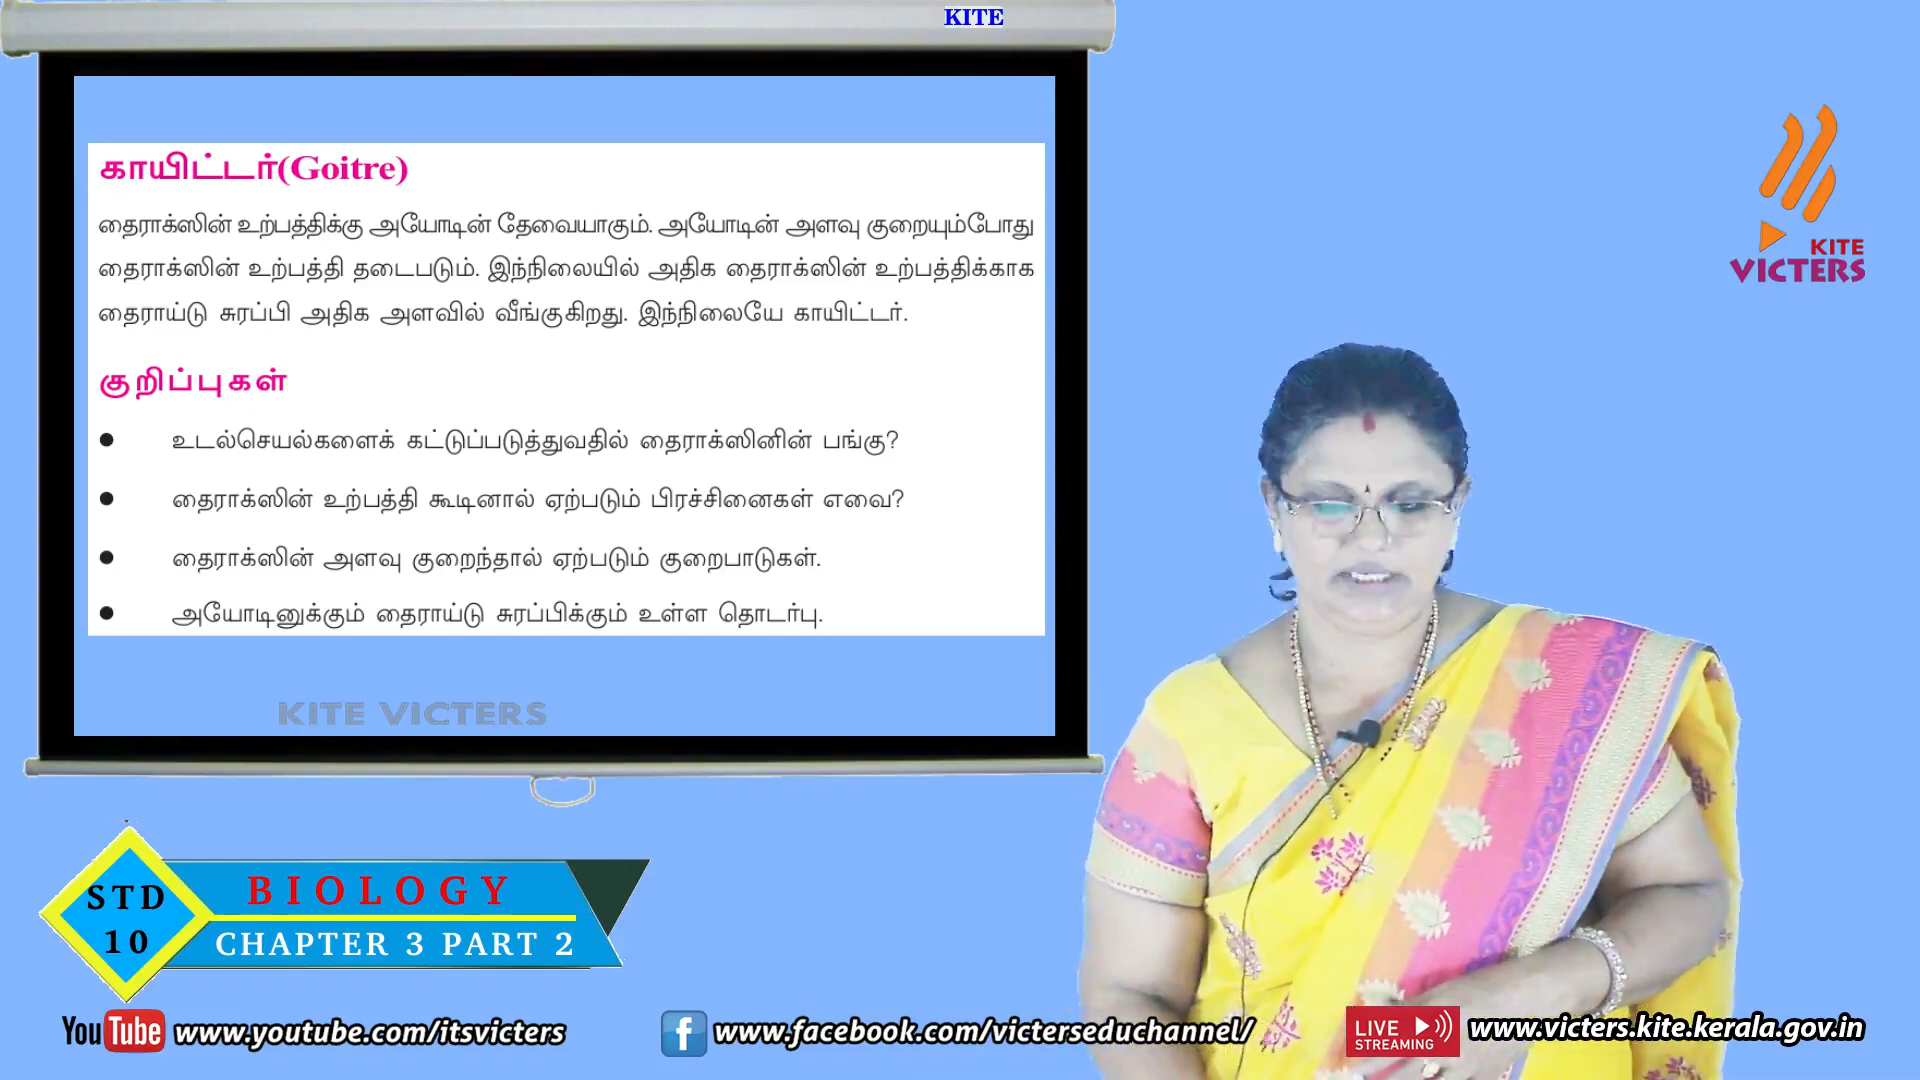 KITE
காயிட்டர்(Goitre)
தைராக்ஸின் உற்பத்திக்கு அயோடின் தேவையாகும். அயோடின் அளவு குறையும்போது
தைராக்ஸின் உற்பத்தி தடைபடும். இந்நிலையில் அதிக தைராக்ஸின் உற்பத்திக்காக
தைராய்டு சுரப்பி அதிக அளவில் வீங்குகிறது. இந்நிலையே காயிட்டர்.
குறிப்புகள்
● உடல்செயல்களைக் கட்டுப்படுத்துவதில் தைராக்ஸினின் பங்கு?
● தைராக்ஸின் உற்பத்தி கூடினால் ஏற்படும் பிரச்சினைகள் எவை?
● தைராக்ஸின் அளவு குறைந்தால் ஏற்படும் குறைபாடுகள்.
● அயோடினுக்கும் தைராய்டு சுரப்பிக்கும் உள்ள தொடர்பு.
KITE VICTERS
KITE
VICTERS
STD
10
BIOLOGY
CHAPTER 3 PART 2
YouTube www.youtube.com/itsvicters
f www.facebook.com/victerseduchannel/
LIVE
STREAMING
www.victers.kite.kerala.gov.in